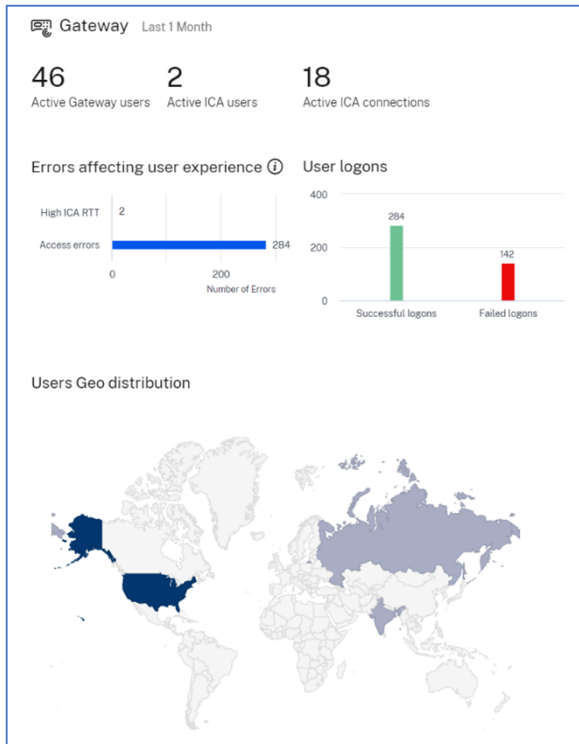 Gateway Last 1 Month
46 2 18
Active Gateway users Active ICA users Active ICA connections
Errors affecting user experience User logons
High ICA RTT 2
Access errors 284
0 200
Number of Errors
400
284
200
142
0
Successful logons Failed logons
Users Geo distribution